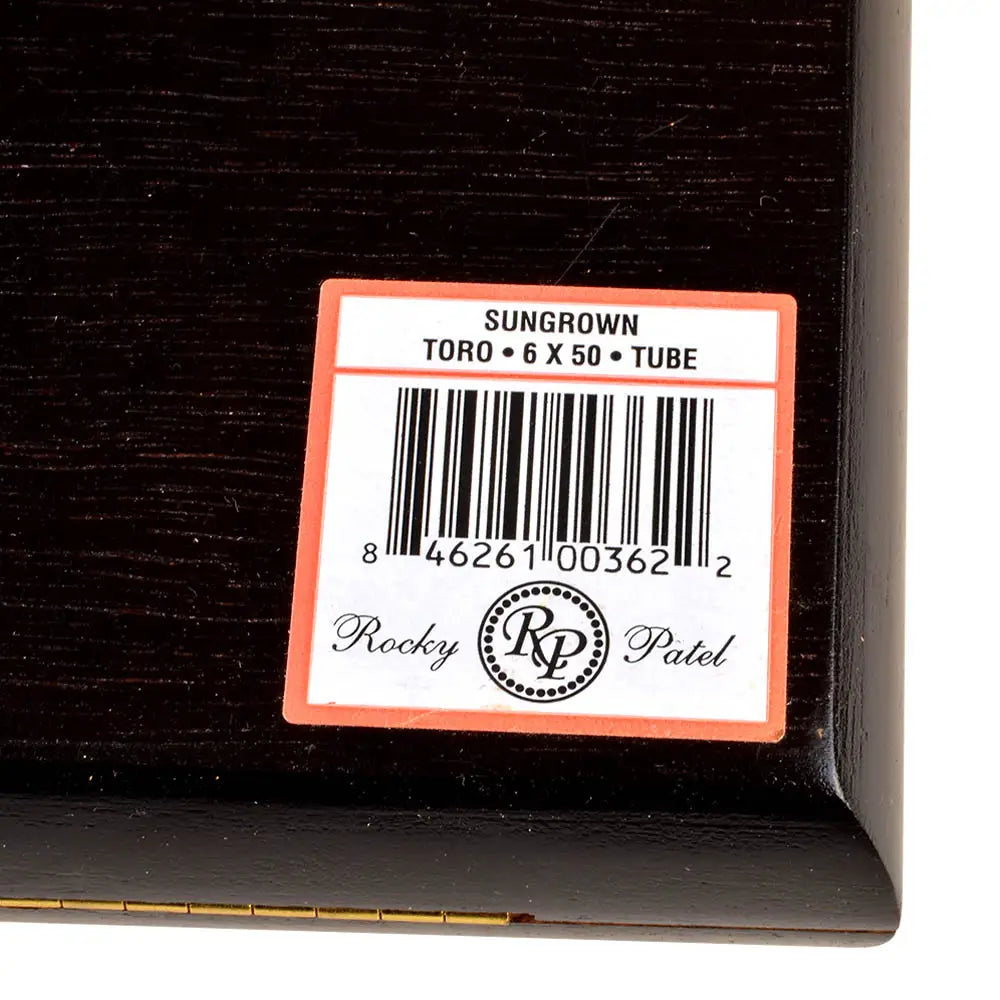 SUNGROWN
TORO • 6 X 50 • TUBE
8 46261 00362 2
Rocky RP Patel